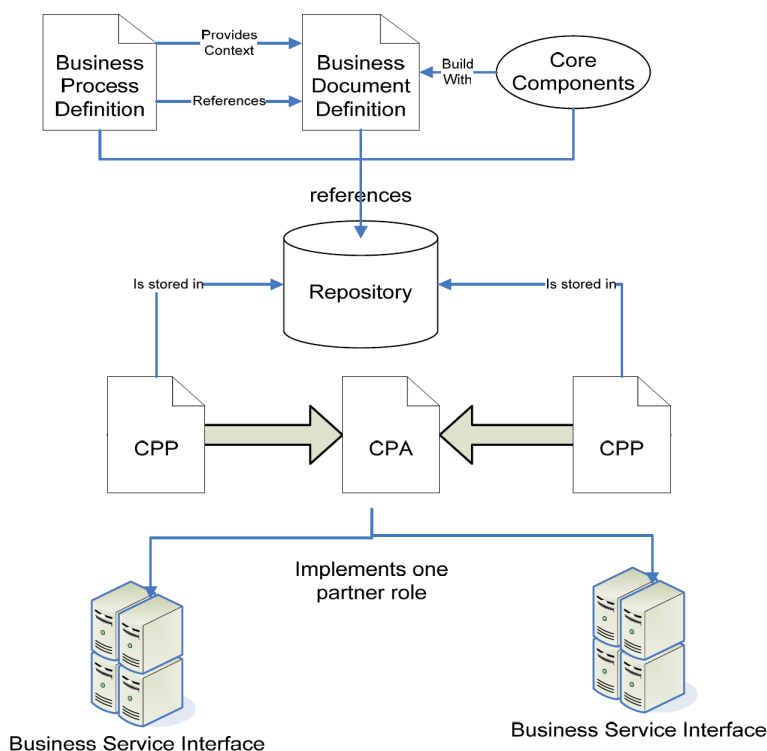 Business
Process
Definition
Provides
Context
References
Business
Document
Definition
Build
With
Core
Components
references
Repository
Is stored in
Is stored in
CPP
CPA
CPP
Implements one
partner role
Business Service Interface
Business Service Interface